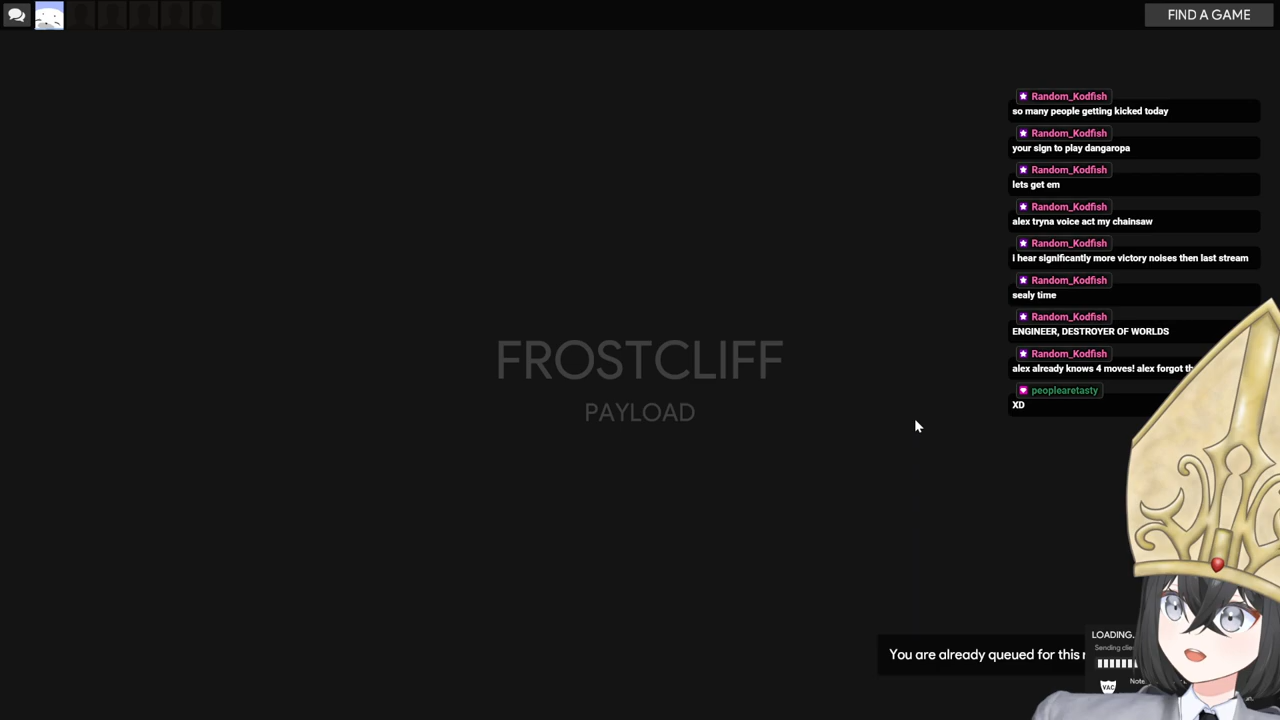 FIND A GAME
Random_Kodfish
so many people getting kicked today
Random_Kodfish
your sign to play dangaropa
Random_Kodfish
lets get em
Random_Kodfish
alex tryna voice act my chainsaw
Random_Kodfish
i hear significantly more victory noises then last stream
Random_Kodfish
sealy time
Random_Kodfish
ENGINEER, DESTROYER OF WORLDS
Random_Kodfish
alex already knows 4 moves! alex forgot
peoplearetasty
XD
FROSTCLIFF
PAYLOAD
You are already queued for this
LOADING.
Sending
VAC
Note